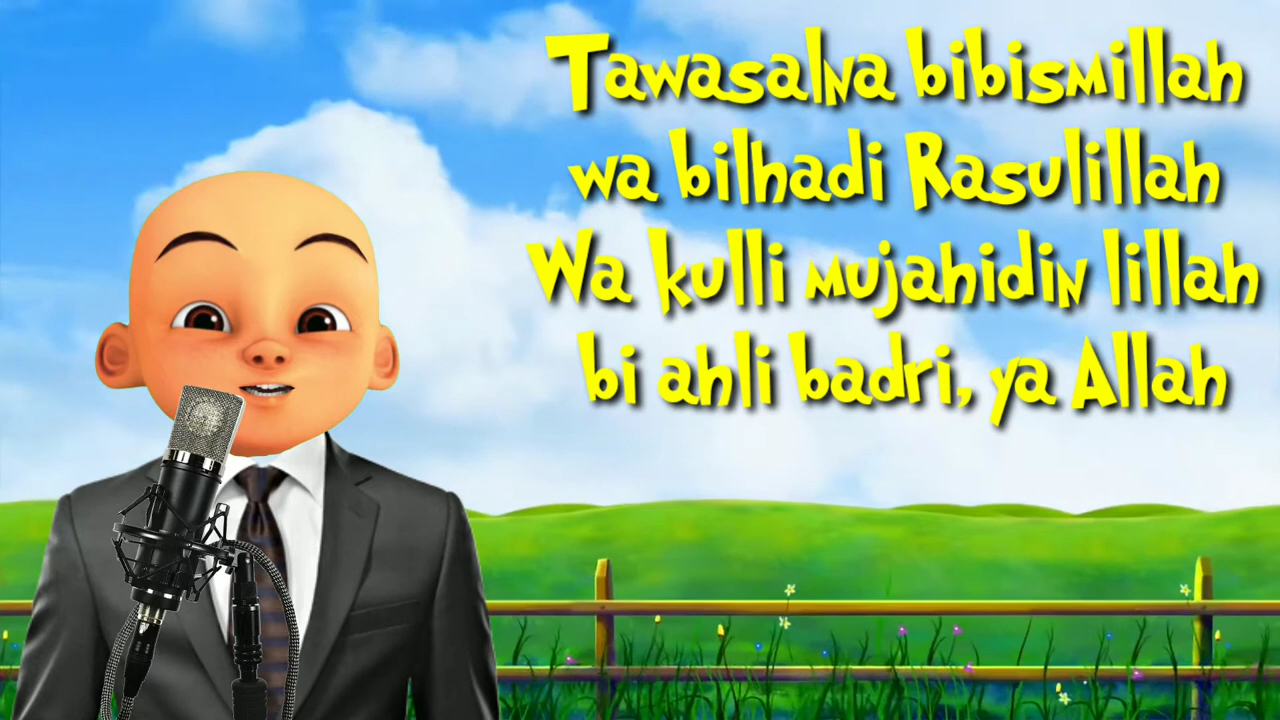 Tawasalna bibismillah
wa bilhadi Rasulillah
Wa kulli mujahidin lillah
bi ahli badri, ya Allah